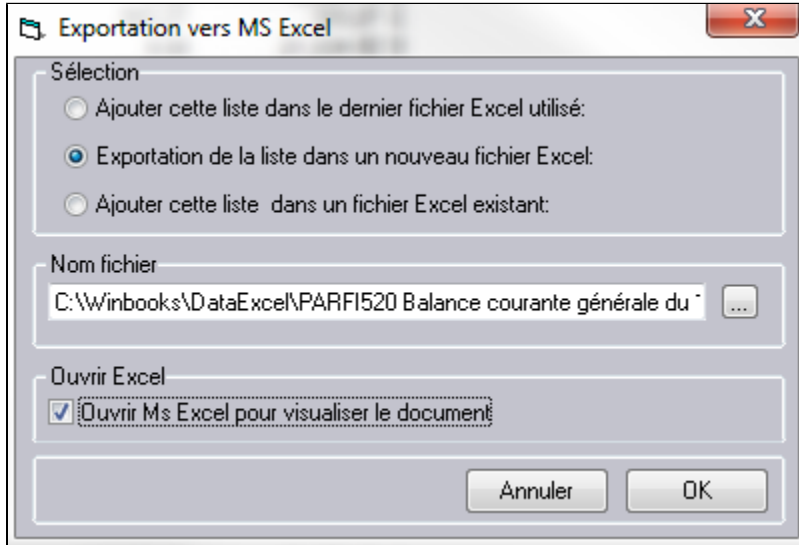 Exportation vers MS Excel
Sélection
Ajouter cette liste dans le dernier fichier Excel utilisé:
Exportation de la liste dans un nouveau fichier Excel:
Ajouter cette liste dans un fichier Excel existant:
Nom fichier
C:\Winbooks\DataExcel\PARFI520 Balance courante générale du
...
Ouvrir Excel
Ouvrir Ms Excel pour visualiser le document
Annuler
OK